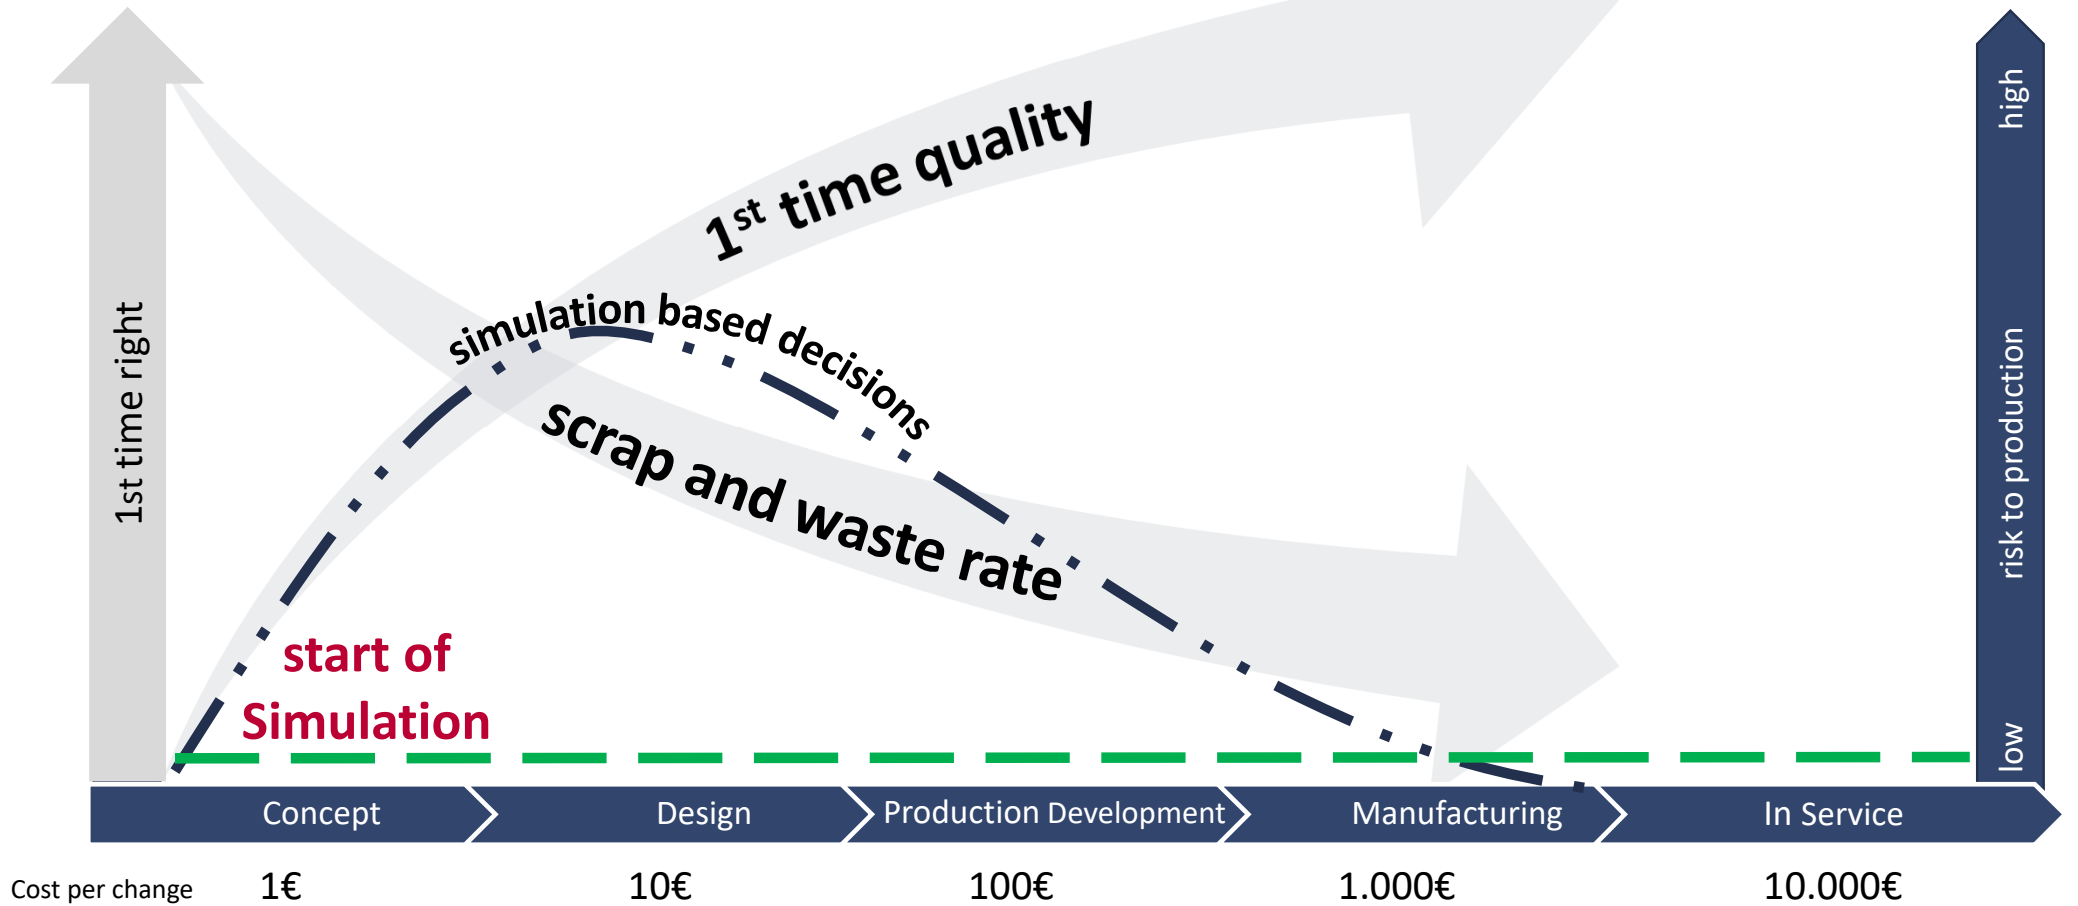 1st time right
1st time quality
simulation based decisions
scrap and waste rate
start of
Simulation
high
risk to production
low
Concept
Design
Production Development
Manufacturing
In Service
Cost per change
1€
10€
100€
1.000€
10.000€